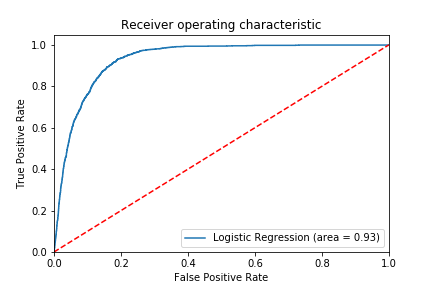 Receiver operating characteristic
True Positive Rate
1.0
0.8
0.6
0.4
0.2
0.0
Logistic Regression (area = 0.93)
0.0 0.2 0.4 0.6 0.8 1.0
False Positive Rate